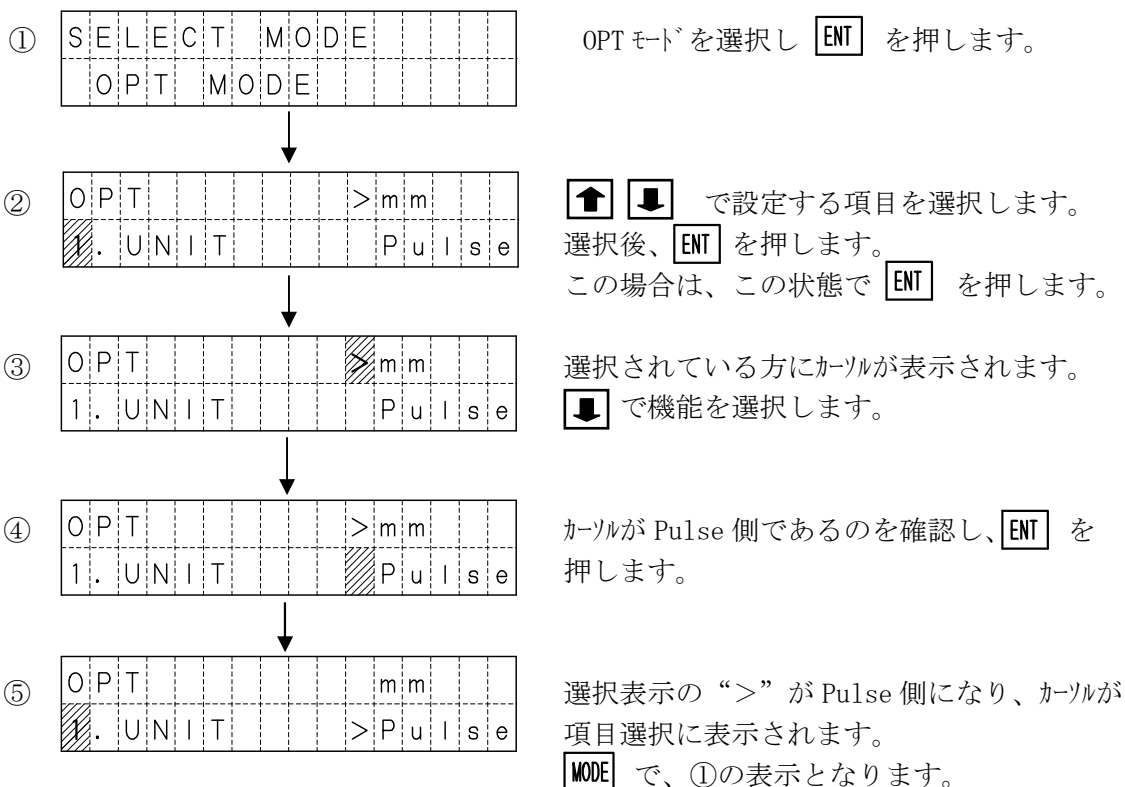 ① SELECT MODE OPT ﾓｰﾄﾞを選択し ENT を押します。
OPT MODE
② OPT >mm で設定する項目を選択します。
1. UNIT Pulse 選択後、ENT を押します。
この場合は、この状態で ENT を押します。
③ OPT >mm 選択されている方にｶｰｿﾙが表示されます。
1. UNIT Pulse で機能を選択します。
④ OPT >mm ｶｰｿﾙが Pulse 側であるのを確認し、ENT を
1. UNIT Pulse 押します。
⑤ OPT mm 選択表示の “>” が Pulse 側になり、ｶｰｿﾙが
1. UNIT >Pulse 項目選択に表示されます。
MODE で、①の表示となります。